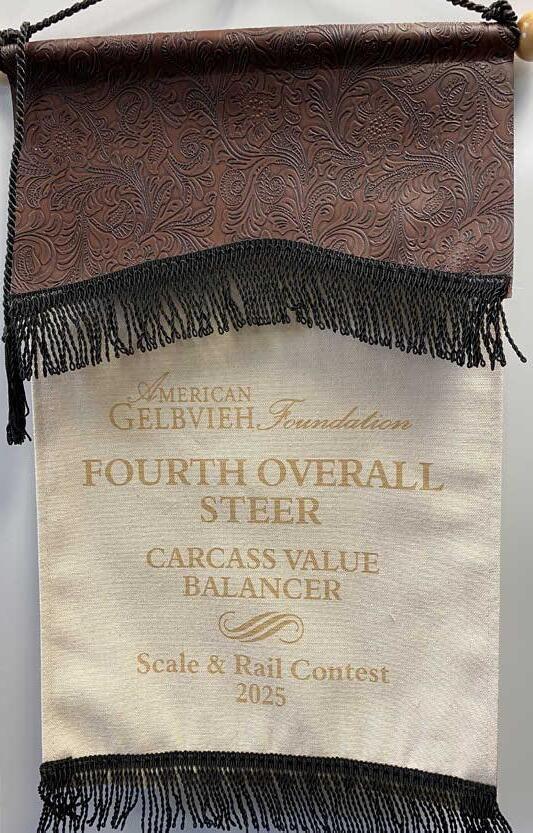 AMERICAN
GELBVIEH Foundation
FOURTH OVERALL
STEER
CARCASS VALUE
BALANCER
Scale & Rail Contest
2025